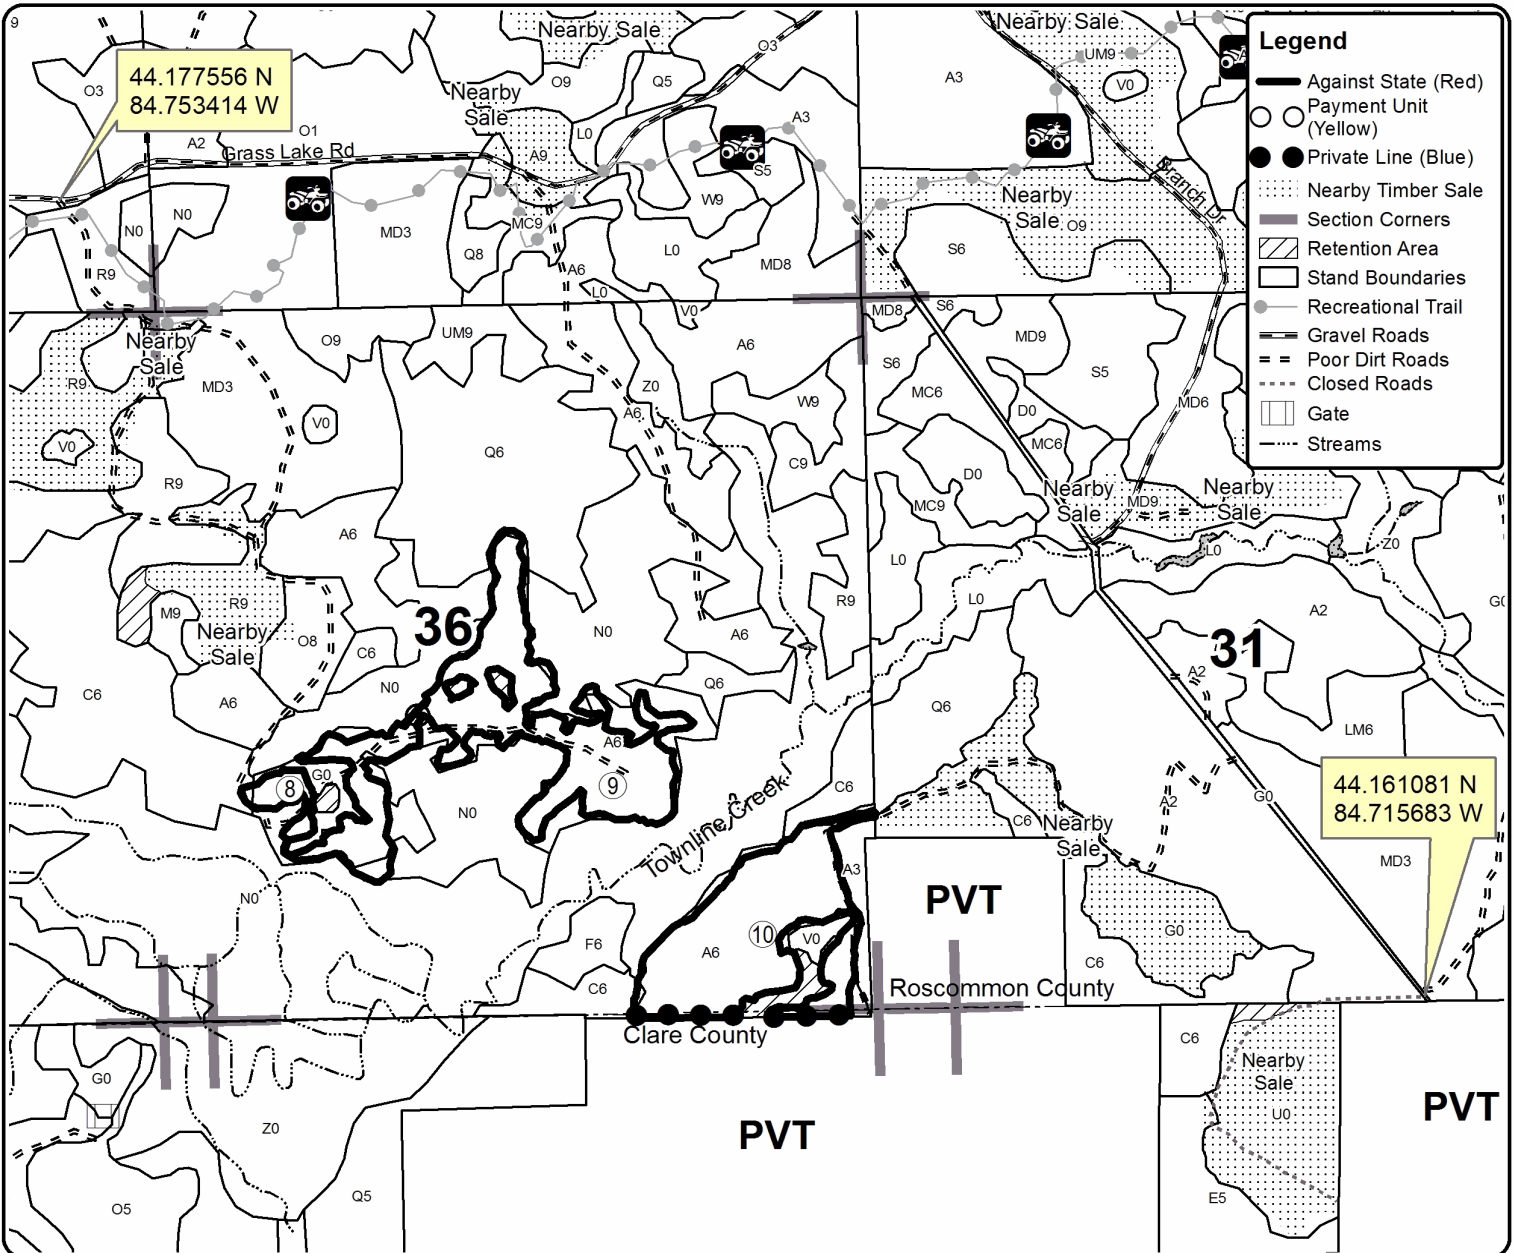 9
Nearby Sale
Nearby Sale
O3
A3
UM9
V0
44.177556 N
84.753414 W
O3
O9
Q5
Nearby
Sale
L0
A3
A2
O1
Grass Lake Rd
A9
S5
W9
Branch Dr
Nearby
Sale
O9
N0
N0
MD3
MC9
Q8
L0
S6
R9
A6
MD8
L0
V0
MD8
S6
Nearby
Sale
O9
UM9
A6
MD9
S6
S5
R9
MD3
Z0
MC6
W9
MD6
V0
V0
A6
D0
MC6
Q6
C9
D0
R9
MC9
Nearby
Sale
MD9
Nearby
Sale
A6
L0
L0
Z0
M9
R9
R9
L0
A2
G0
36
N0
A6
31
Nearby
Sale
O8
C6
C6
A6
N0
Q6
Q6
A2
LM6
A6
G0
8
9
N0
C6
A2
G0
C6
Nearby
Sale
44.161081 N
84.715683 W
Townline Creek
A3
PVT
MD3
N0
10
V0
A6
F6
C6
G0
C6
Roscommon County
Clare County
C6
G0
Nearby
Sale
U0
PVT
PVT
Z0
O5
Q5
E5
Legend
Against State (Red)
Payment Unit
(Yellow)
Private Line (Blue)
Nearby Timber Sale
Section Corners
Retention Area
Stand Boundaries
Recreational Trail
Gravel Roads
Poor Dirt Roads
Closed Roads
Gate
Streams